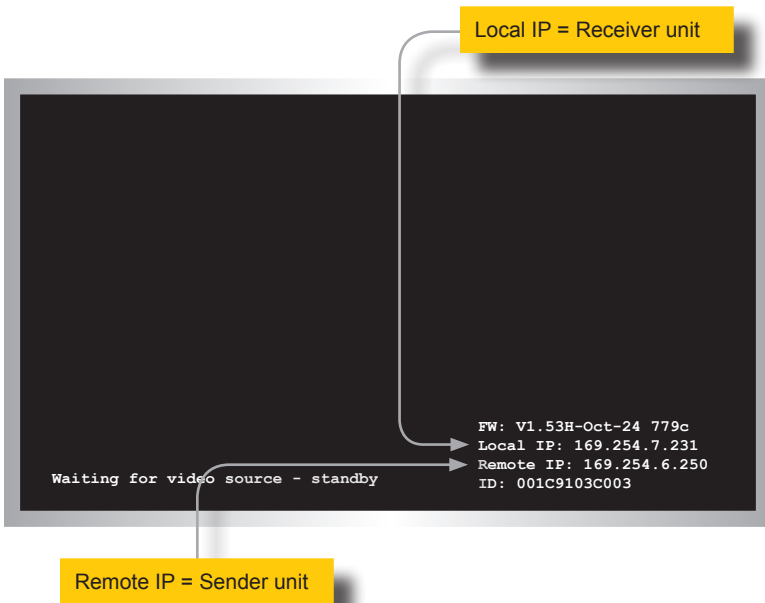 Local IP = Receiver unit
FW: V1.53H-Oct-24 779c
Local IP: 169.254.7.231
Remote IP: 169.254.6.250
Waiting for video source - standby
ID: 001C9103C003
Remote IP = Sender unit